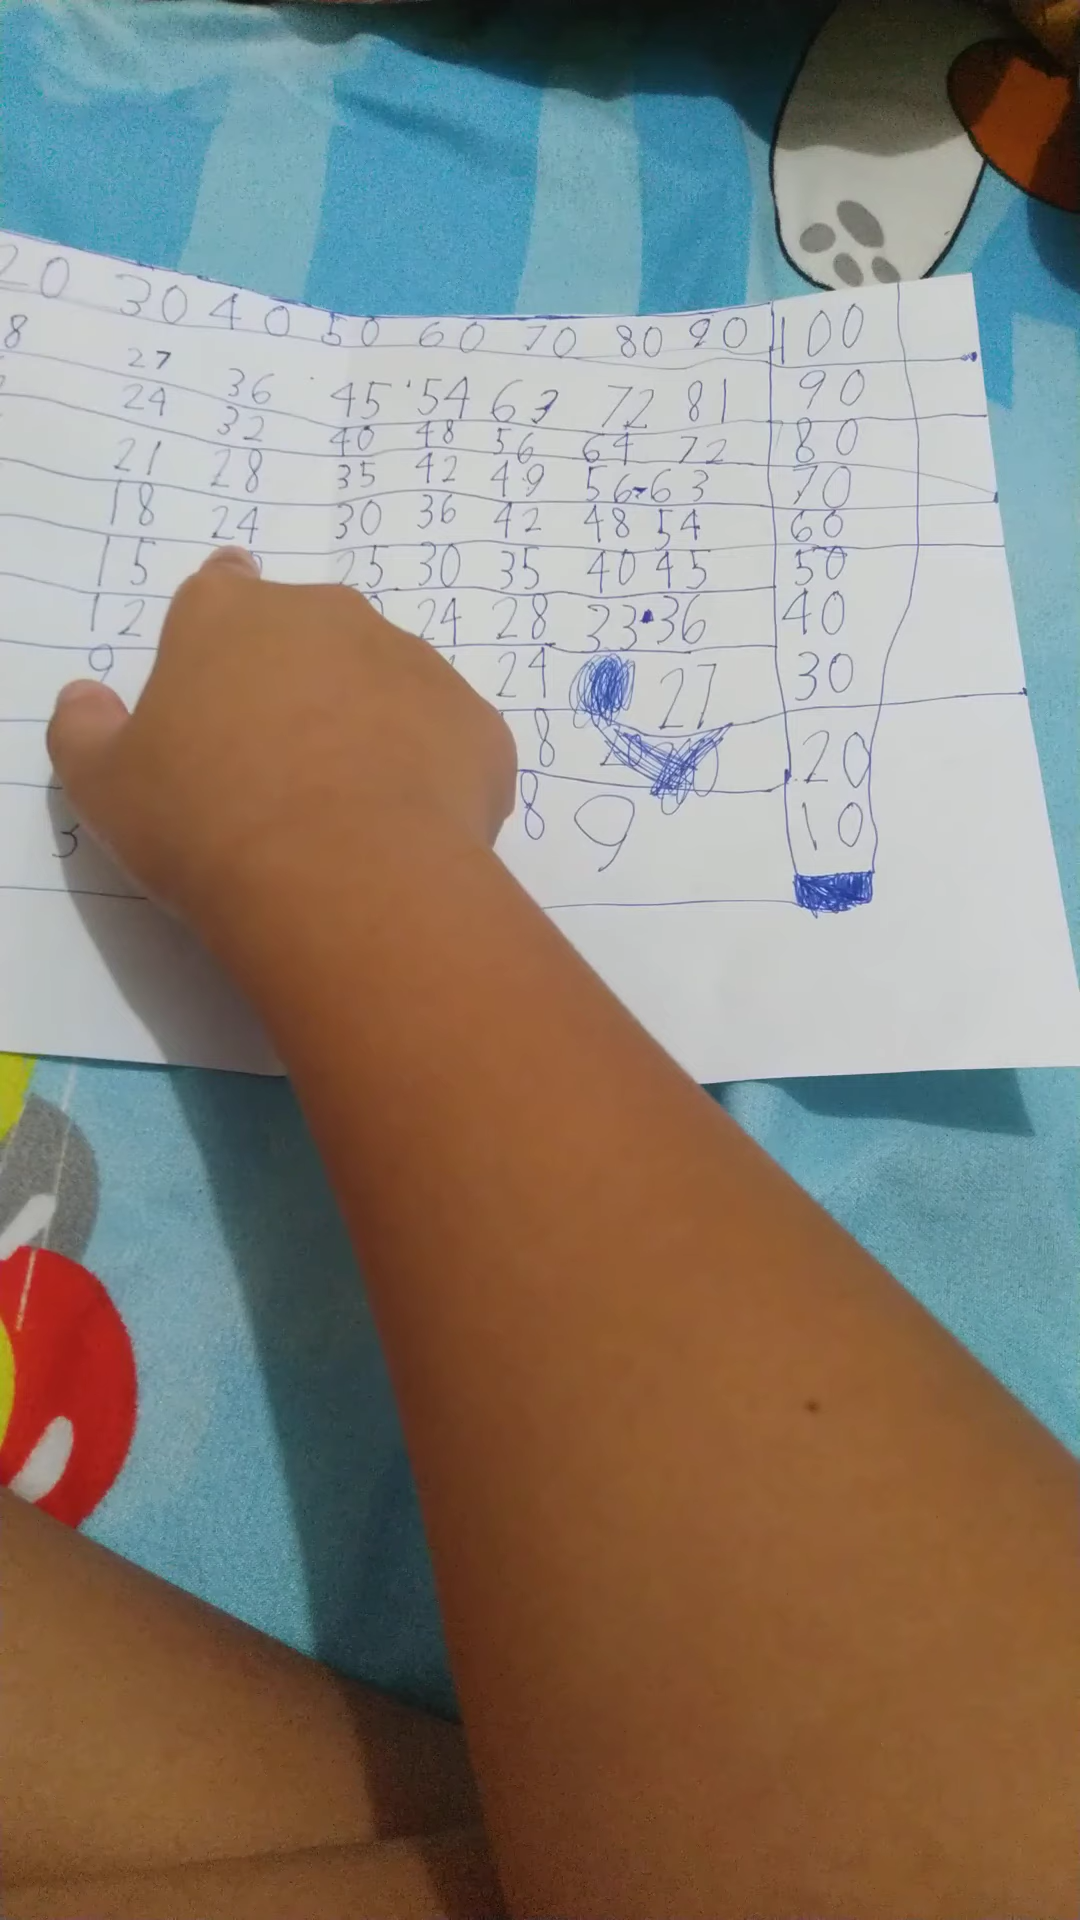 20 30 40 50 60 70 80 90 100
8 27 36 45 54 63 72 81 90
24 32 40 48 56 64 72 80
21 28 35 42 49 56 63 70
18 24 30 36 42 48 54 60
15 25 30 35 40 45 50
12 24 28 33 36 40
9 24 27 30
8 20
3 8 9 10